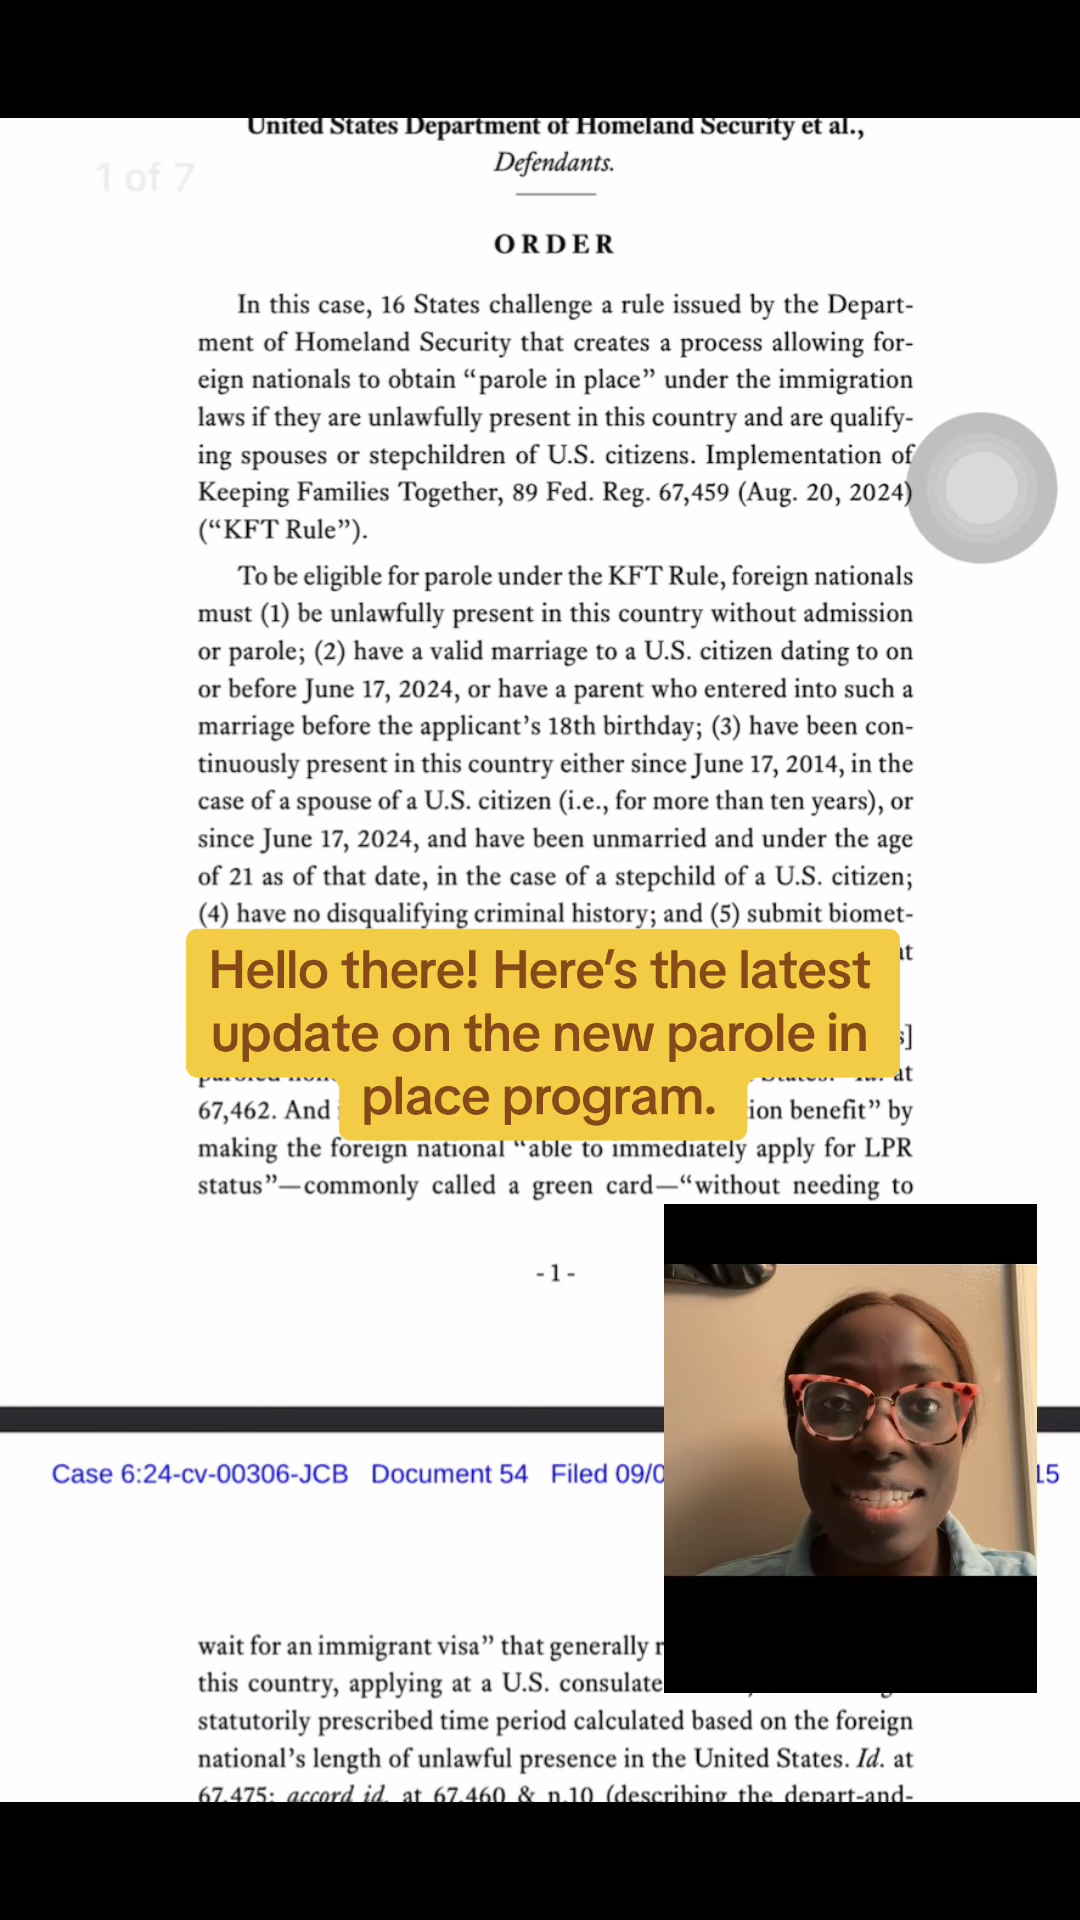 United States Department of Homeland Security et al.,
Defendants.
1 of 7
ORDER
In this case, 16 States challenge a rule issued by the Depart-
ment of Homeland Security that creates a process allowing for-
eign nationals to obtain “parole in place” under the immigration
laws if they are unlawfully present in this country and are qualify-
ing spouses or stepchildren of U.S. citizens. Implementation of
Keeping Families Together, 89 Fed. Reg. 67,459 (Aug. 20, 2024)
(“KFT Rule”).
To be eligible for parole under the KFT Rule, foreign nationals
must (1) be unlawfully present in this country without admission
or parole; (2) have a valid marriage to a U.S. citizen dating to on
or before June 17, 2024, or have a parent who entered into such a
marriage before the applicant’s 18th birthday; (3) have been con-
tinuously present in this country either since June 17, 2014, in the
case of a spouse of a U.S. citizen (i.e., for more than ten years), or
since June 17, 2024, and have been unmarried and under the age
of 21 as of that date, in the case of a stepchild of a U.S. citizen;
(4) have no disqualifying criminal history; and (5) submit biomet-
Hello there! Here’s the latest
update on the new parole in
place program.
at
67,462. And ion benefit” by
making the foreign national “able to immediately apply for LPR
status”—commonly called a green card—“without needing to
- 1 -
Case 6:24-cv-00306-JCB Document 54 Filed 09/0 15
wait for an immigrant visa” that generally
this country, applying at a U.S. consulate
statutorily prescribed time period calculated based on the foreign
national’s length of unlawful presence in the United States. Id. at
67,475; accord id. at 67,460 & n.10 (describing the depart-and-